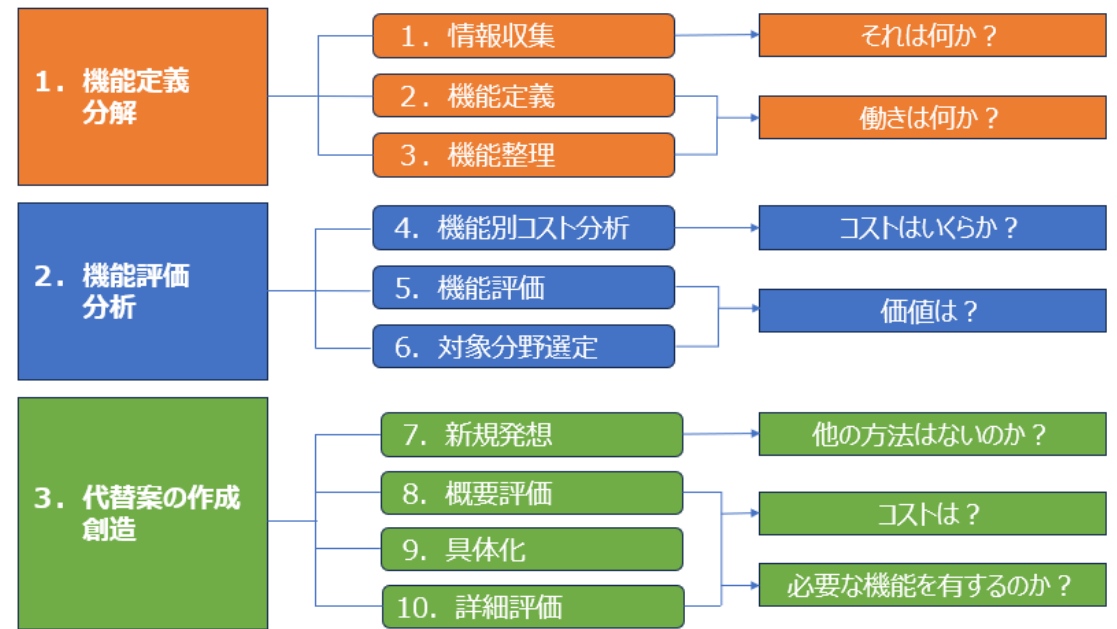 1．機能定義
分解
1．情報収集
2．機能定義
3．機能整理
それは何か？
働きは何か？
2．機能評価
分析
4．機能別コスト分析
5．機能評価
6．対象分野選定
コストはいくらか？
価値は？
3．代替案の作成
創造
7．新規発想
8．概要評価
9．具体化
10．詳細評価
他の方法はないのか？
コストは？
必要な機能を有するのか？